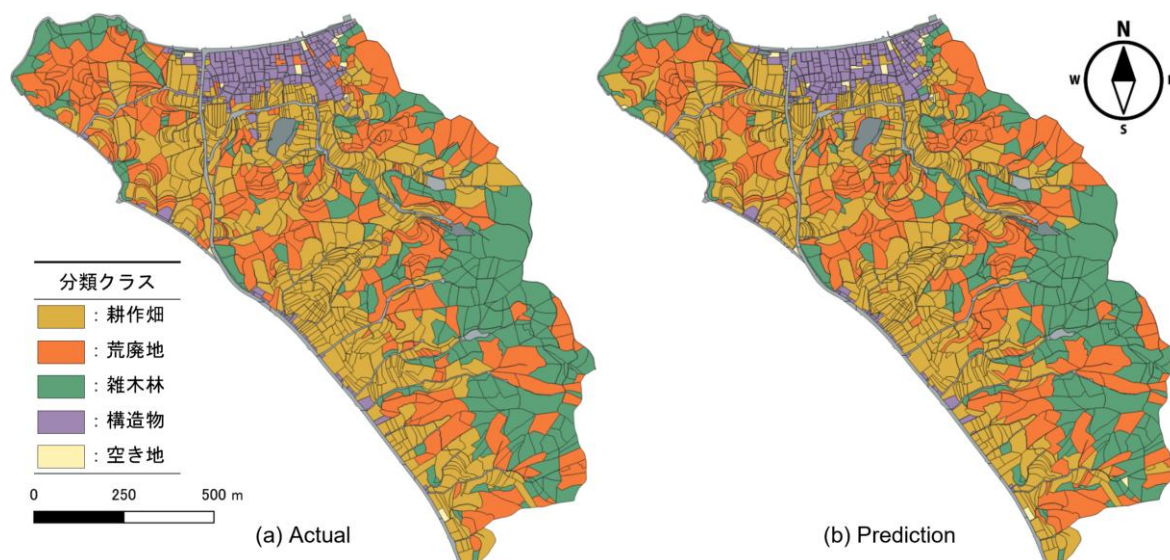 N
W
S
分類クラス
: 耕作畑
: 荒廃地
: 雑木林
: 構造物
: 空き地
0 250 500 m
(a) Actual
(b) Prediction